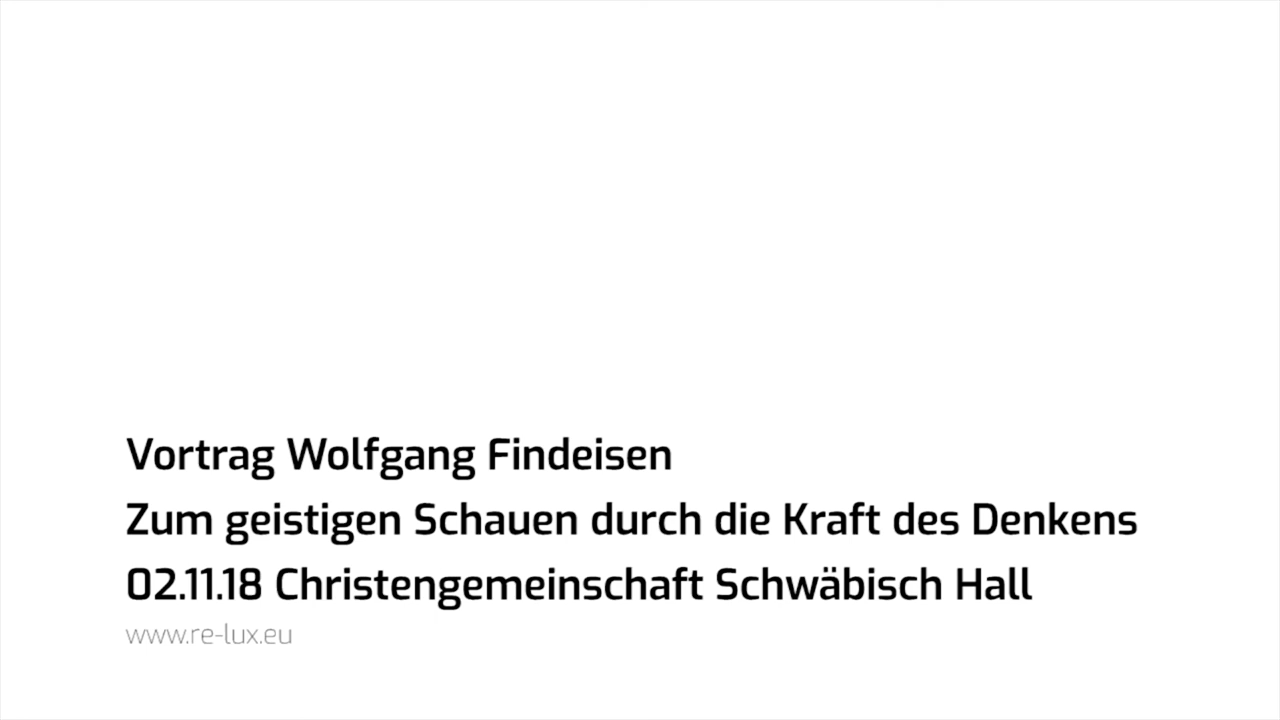 Vortrag Wolfgang Findeisen
Zum geistigen Schauen durch die Kraft des Denkens
02.11.18 Christengemeinschaft Schwäbisch Hall
www.re-lux.eu